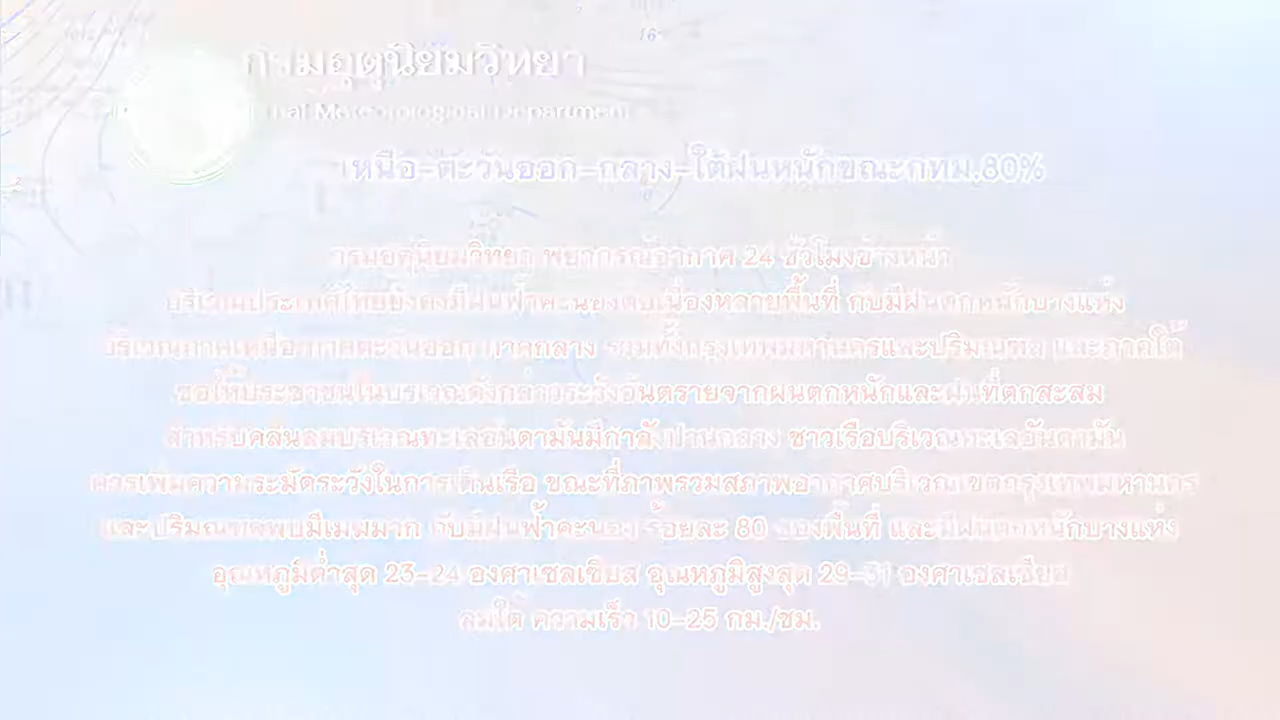 กรมอุตุนิยมวิทยา
Thai Meteorological Department
เหนือ-ตะวันออก-กลาง-ใต้ฝนหนักขณะกทม.80%
กรมอุตุนิยมวิทยา พยากรณ์อากาศ 24 ชั่วโมงข้างหน้า
บริเวณประเทศไทยยังคงมีฝนฟ้าคะนองต่อเนื่องหลายพื้นที่ กับมีฝนตกหนักบางแห่ง
บริเวณภาคเหนือ ภาคตะวันออก ภาคกลาง รวมทั้งกรุงเทพมหานครและปริมณฑล และภาคใต้
ขอให้ประชาชนในบริเวณดังกล่าวระวังอันตรายจากฝนตกหนักและฝนที่ตกสะสม
สำหรับคลื่นลมบริเวณทะเลอันดามันมีกำลังปานกลาง ชาวเรือบริเวณทะเลอันดามัน
ควรเพิ่มความระมัดระวังในการเดินเรือ ขณะที่ภาพรวมสภาพอากาศบริเวณเขตกรุงเทพมหานคร
และปริมณฑลพบมีเมฆมาก กับมีฝนฟ้าคะนอง ร้อยละ 80 ของพื้นที่ และมีฝนตกหนักบางแห่ง
อุณหภูมิต่ำสุด 23-24 องศาเซลเซียส อุณหภูมิสูงสุด 29-31 องศาเซลเซียส
ลมใต้ ความเร็ว 10-25 กม./ชม.